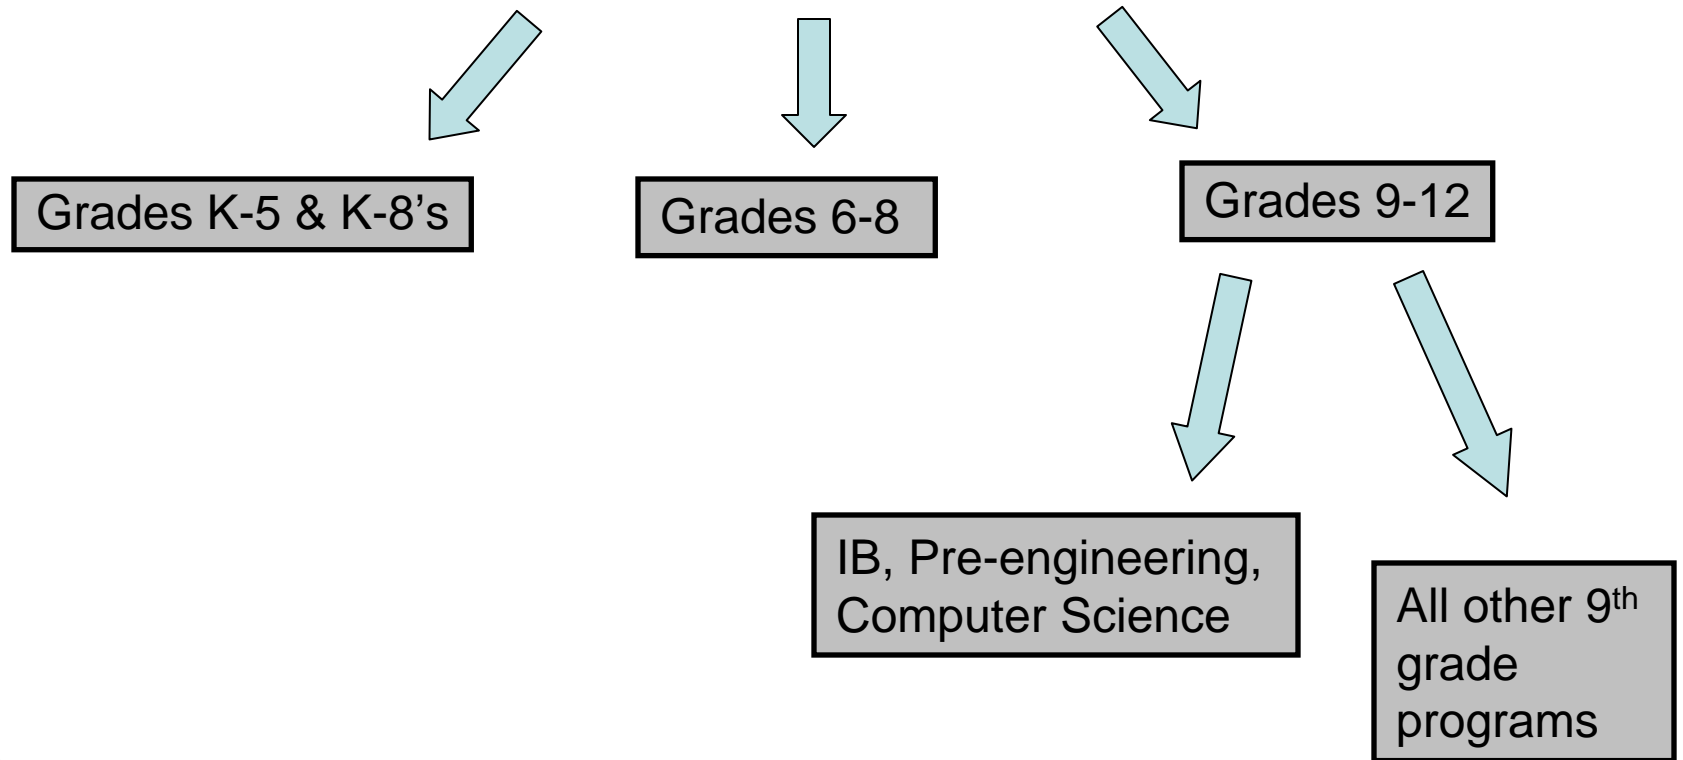 Grades K-5 & K-8’s
Grades 6-8
Grades 9-12
IB, Pre-engineering,
Computer Science
All other 9th
grade
programs